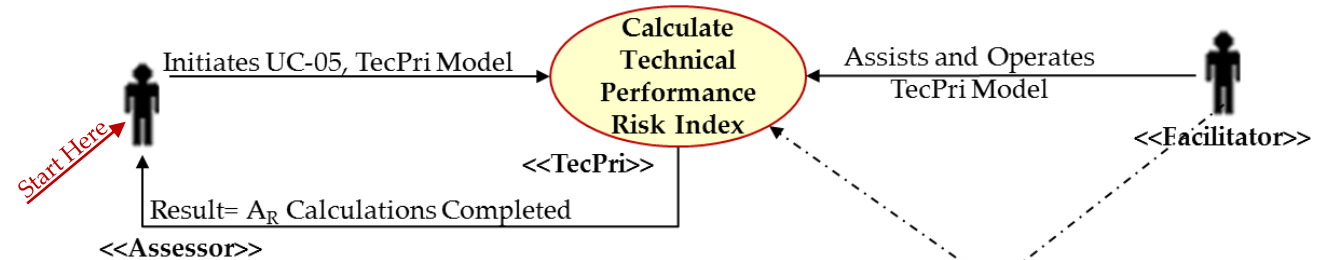 Calculate
Technical
Performance
Risk Index
Initiates UC-05, TecPri Model
Assists and Operates
TecPri Model
Start Here
<<Facilitator>>
<<TecPri>>
Result= AR Calculations Completed
<<Assessor>>